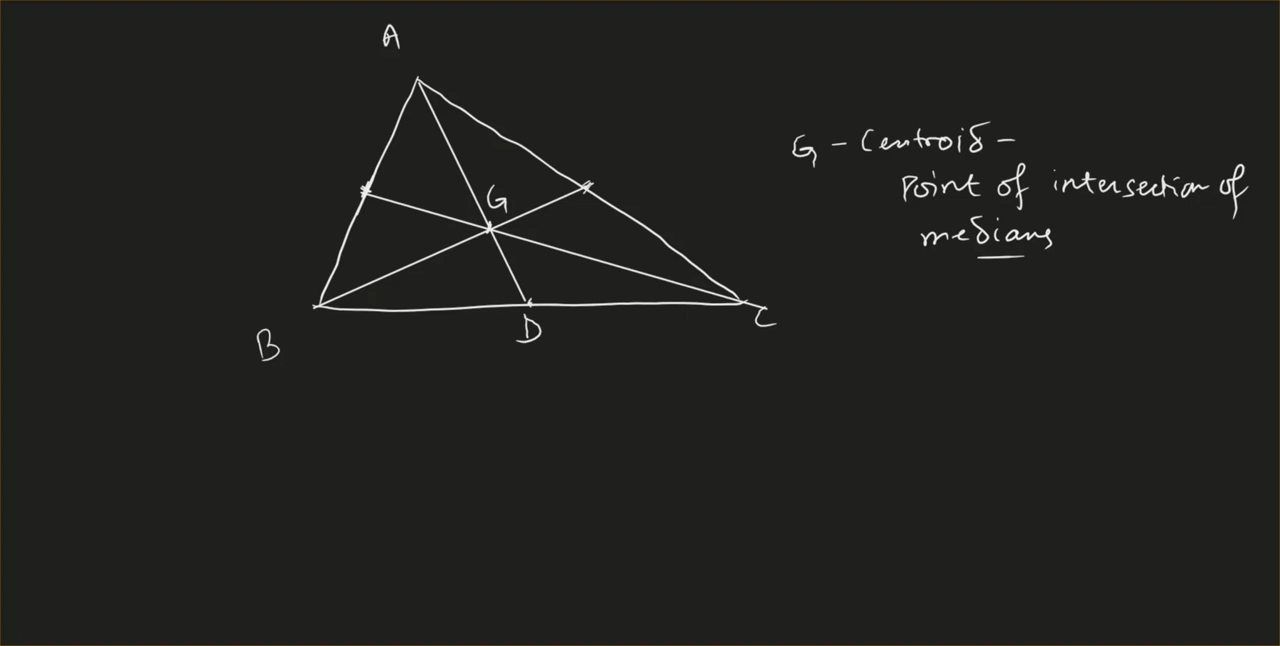 A
G - Centroid -
Point of intersection of
G
medians
B
D
C